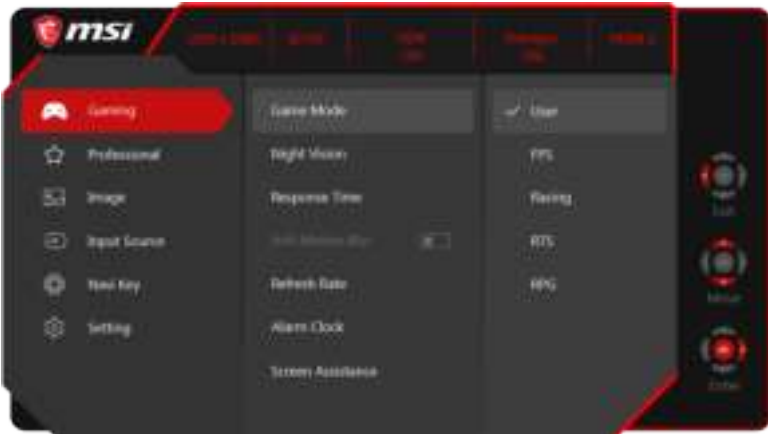 msi
Gaming
Professional
Image
Input Source
Navi Key
Setting
Game Mode
Night Vision
Response Time
Refresh Rate
Alarm Clock
Screen Assistance
User
FPS
Racing
RTS
RPG
Exit
Move
Enter